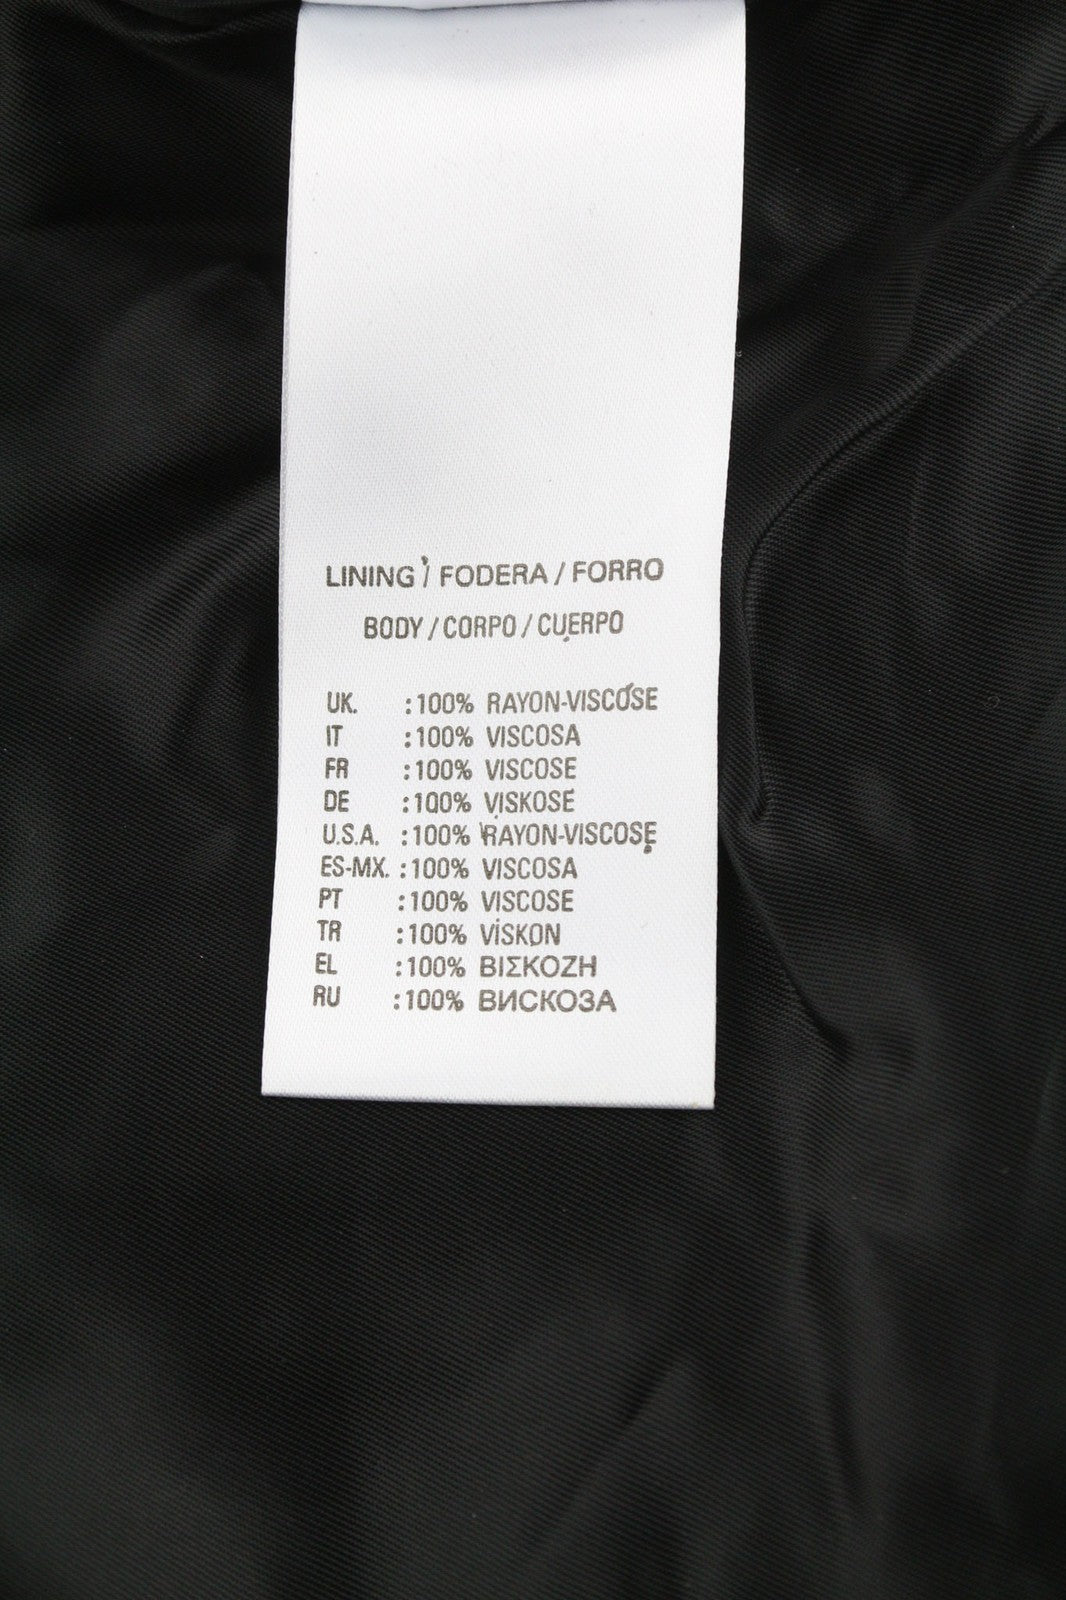 LINING / FODERA / FORRO
BODY / CORPO / CUERPO
UK. :100% RAYON-VISCOSE
IT :100% VISCOSA
FR :100% VISCOSE
DE :100% VISKOSE
U.S.A. :100% RAYON-VISCOSE
ES-MX. :100% VISCOSA
PT :100% VISCOSE
TR :100% VİSKON
EL :100% ΒΙΣΚΟΖΗ
RU :100% ВИСКОЗА